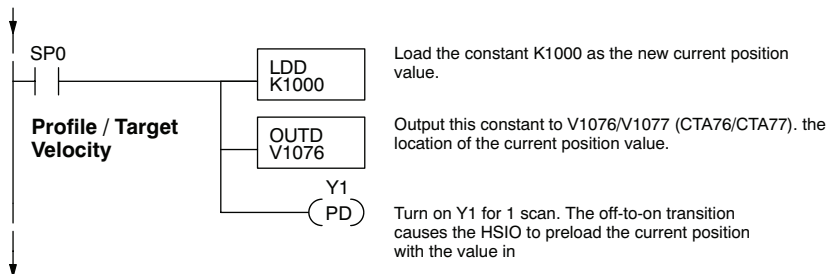 SP0
LDD
K1000
Load the constant K1000 as the new current position
value.
Profile / Target
Velocity
OUTD
V1076
Output this constant to V1076/V1077 (CTA76/CTA77). the
location of the current position value.
Y1
PD
Turn on Y1 for 1 scan. The off-to-on transition
causes the HSIO to preload the current position
with the value in